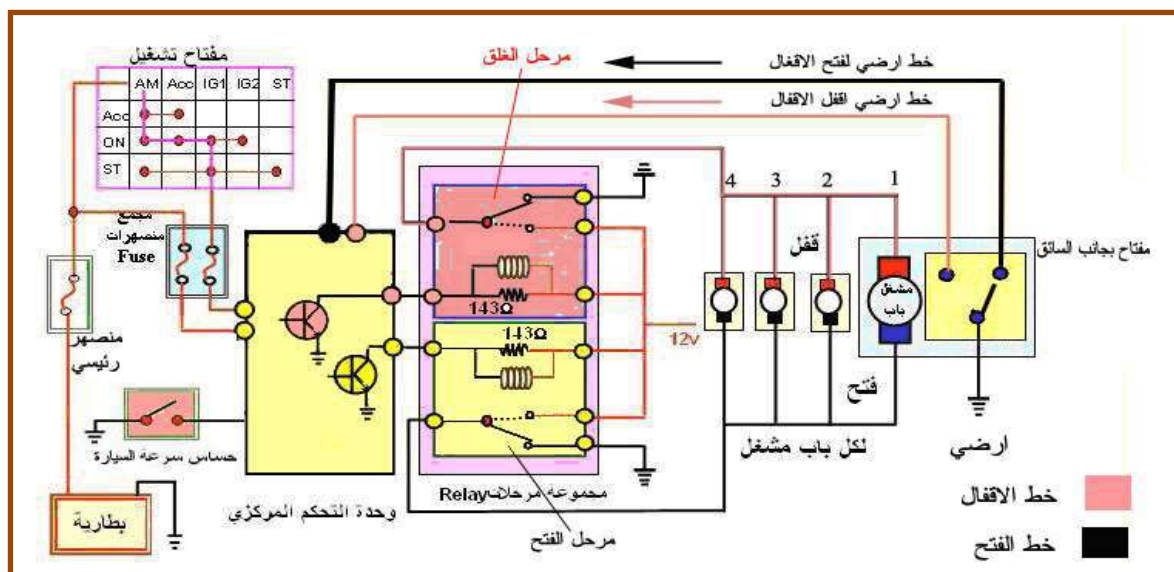 مفتاح تشغيل
AM Acc IG1 IG2 ST
Acc
ON
ST
مرحل الغلق
خط ارضي لفتح الاقفال
خط ارضي اقفل الاقفال
4 3 2 1
مجمع
منصهرات
Fuse
قفل
مفتاح بجانب السائق
مشغل
باب
143Ω
143Ω
12v
منصهر
رئيسي
فتح
ارضي
لكل باب مشغل
حساس سرعة السيارة
مجموعة مرحلات Relay
وحدة التحكم المركزي
مرحل الفتح
بطارية
خط الاقفال
خط الفتح